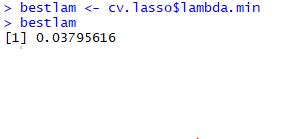 > bestlam <- cv.lasso$lambda.min
> bestlam
[1] 0.03795616